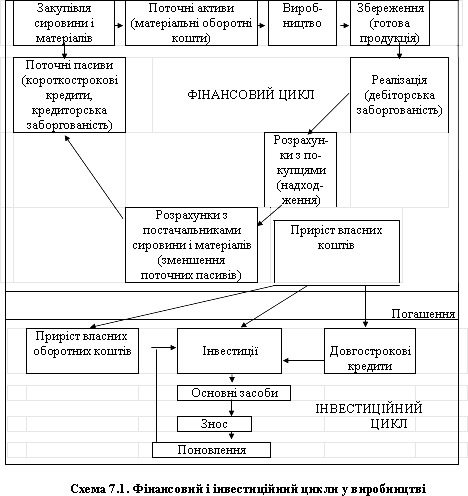 Закупівля
сировини і
матеріалів
Поточні активи
(матеріальні оборотні
кошти)
Вироб-
ництво
Збереження
(готова
продукція)
Поточні пасиви
(короткострокові
кредити,
кредиторська
заборгованість)
ФІНАНСОВИЙ ЦИКЛ
Реалізація
(дебіторська
заборгованість)
Розрахун-
ки з по-
купцями
(надход-
ження)
Розрахунки з
постачальниками
сировини і матеріалів
(зменшення
поточних пасивів)
Приріст власних
коштів
Погашення
Приріст власних
оборотних коштів
Інвестиції
Довгострокові
кредити
Основні засоби
ІНВЕСТИЦІЙНИЙ
ЦИКЛ
Знос
Поновлення
Схема 7.1. Фінансовий і інвестиційний цикли у виробництві